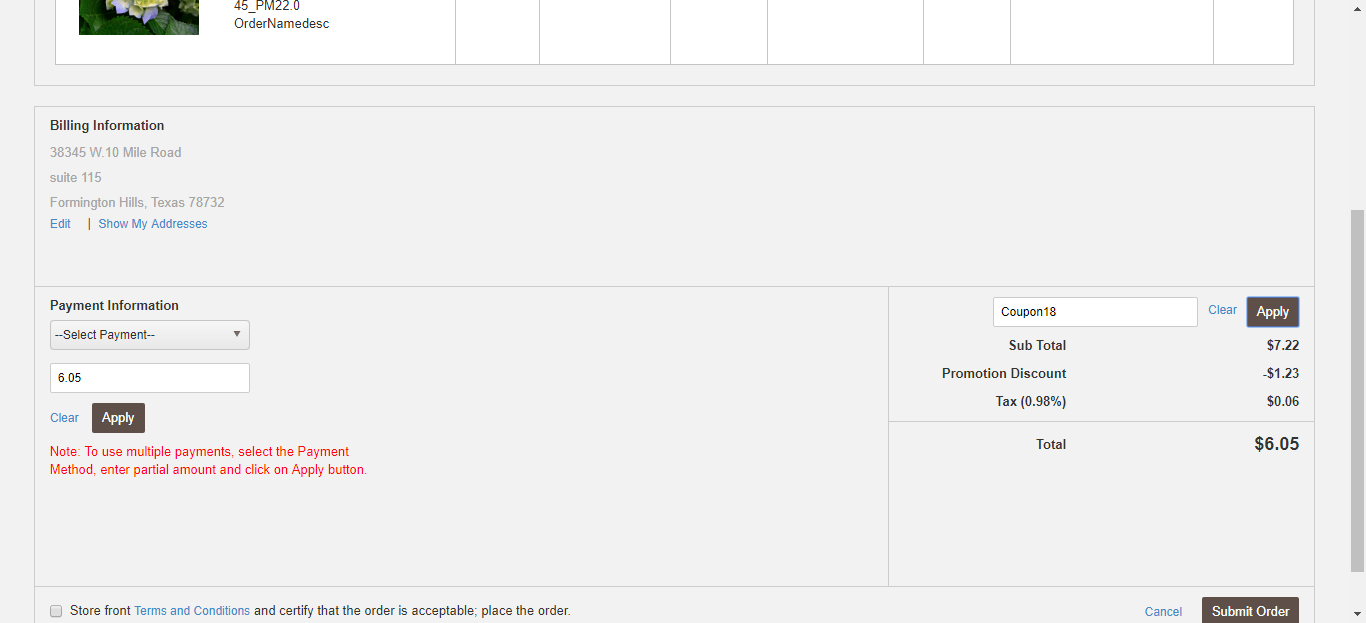 45_PM22.0
OrderNamedesc
Billing Information
38345 W.10 Mile Road
suite 115
Formington Hills, Texas 78732
Edit | Show My Addresses
Payment Information
--Select Payment--
6.05
Clear Apply
Note: To use multiple payments, select the Payment
Method, enter partial amount and click on Apply button.
Coupon18 Clear Apply
Sub Total $7.22
Promotion Discount -$1.23
Tax (0.98%) $0.06
Total $6.05
Store front Terms and Conditions and certify that the order is acceptable; place the order.
Cancel Submit Order